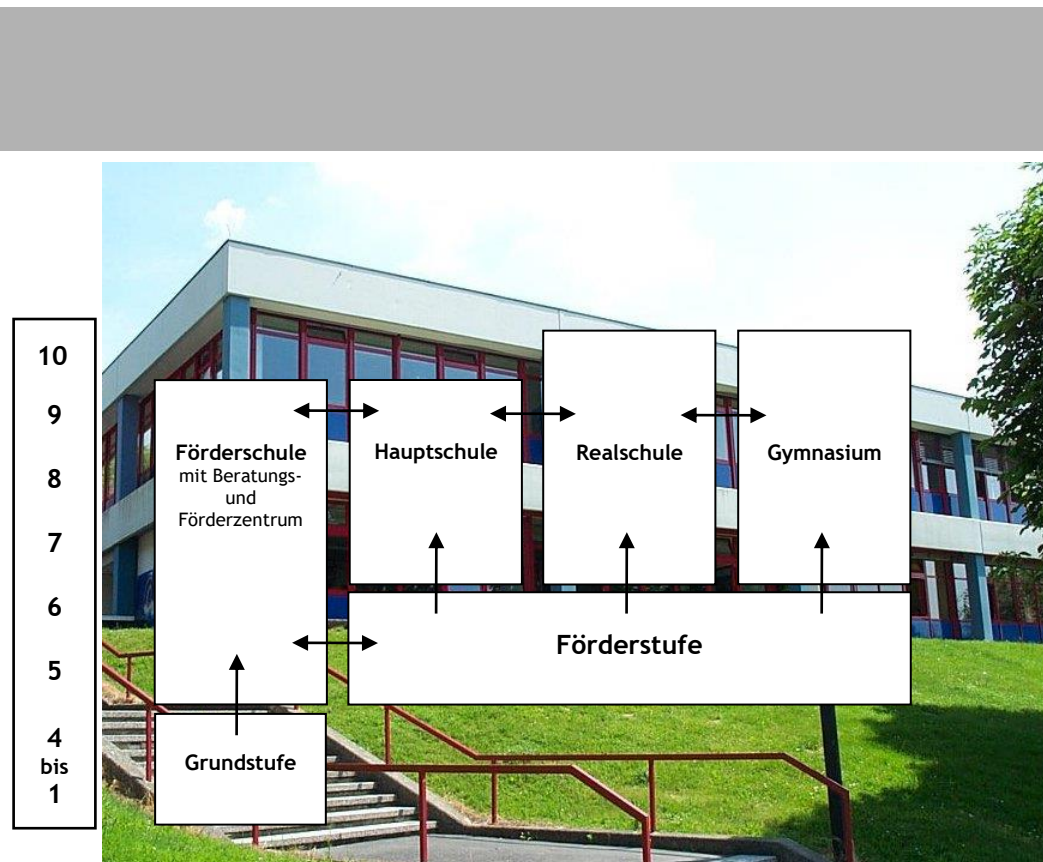 10
9
8
7
6
5
4
bis
1
Förderschule
mit Beratungs-
und
Förderzentrum
Hauptschule
Realschule
Gymnasium
Förderstufe
Grundstufe